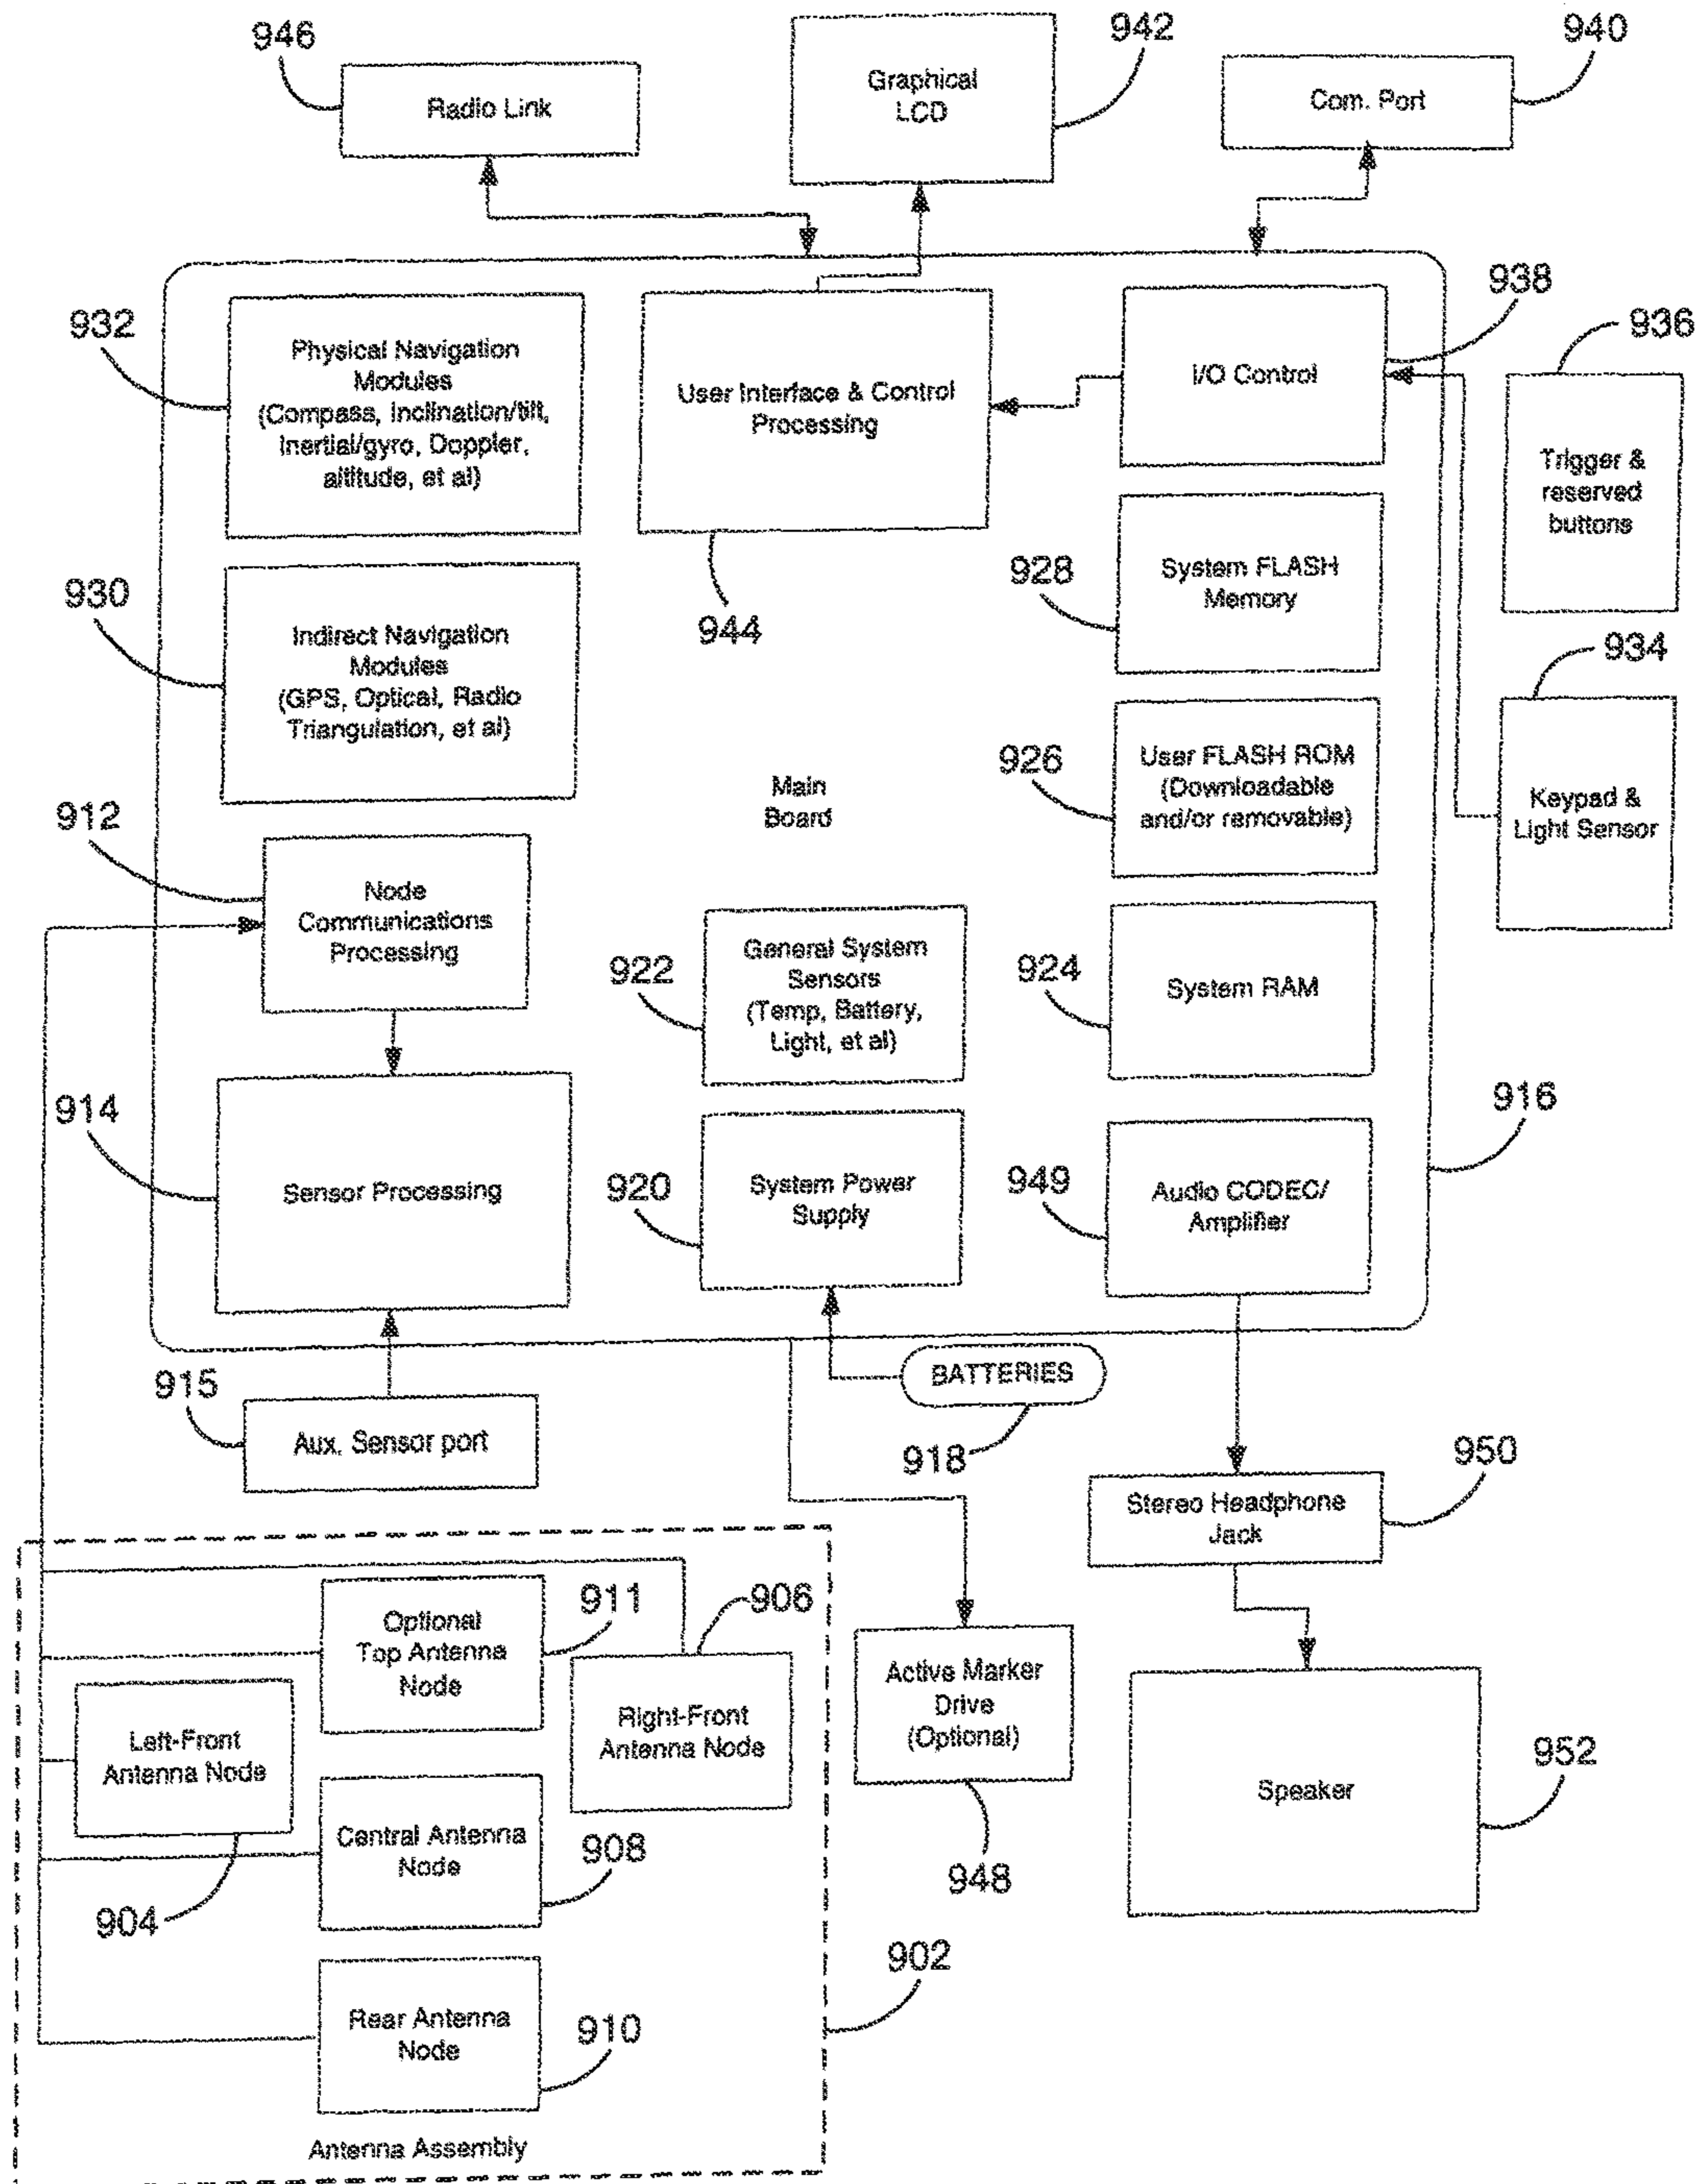 946
Radio Link
Graphical
LCD
942
Com. Port
940
932
Physical Navigation
Modules
(Compass, Inclination/tilt,
Inertial/gyro, Doppler,
altitude, et al)
User Interface & Control
Processing
944
I/O Control
938
936
Trigger &
reserved
buttons
930
Indirect Navigation
Modules
(GPS, Optical, Radio
Triangulation, et al)
928
System FLASH
Memory
934
Keypad &
Light Sensor
Main
Board
926
User FLASH ROM
(Downloadable
and/or removable)
912
Node
Communications
Processing
922
General System
Sensors
(Temp, Battery,
Light, et al)
924
System RAM
914
Sensor Processing
920
System Power
Supply
949
Audio CODEC/
Amplifier
916
915
Aux. Sensor port
BATTERIES
918
Stereo Headphone
Jack
950
Optional
Top Antenna
Node
911
906
Left-Front
Antenna Node
904
Right-Front
Antenna Node
Active Marker
Drive
(Optional)
948
Speaker
952
Central Antenna
Node
908
902
Rear Antenna
Node
910
Antenna Assembly